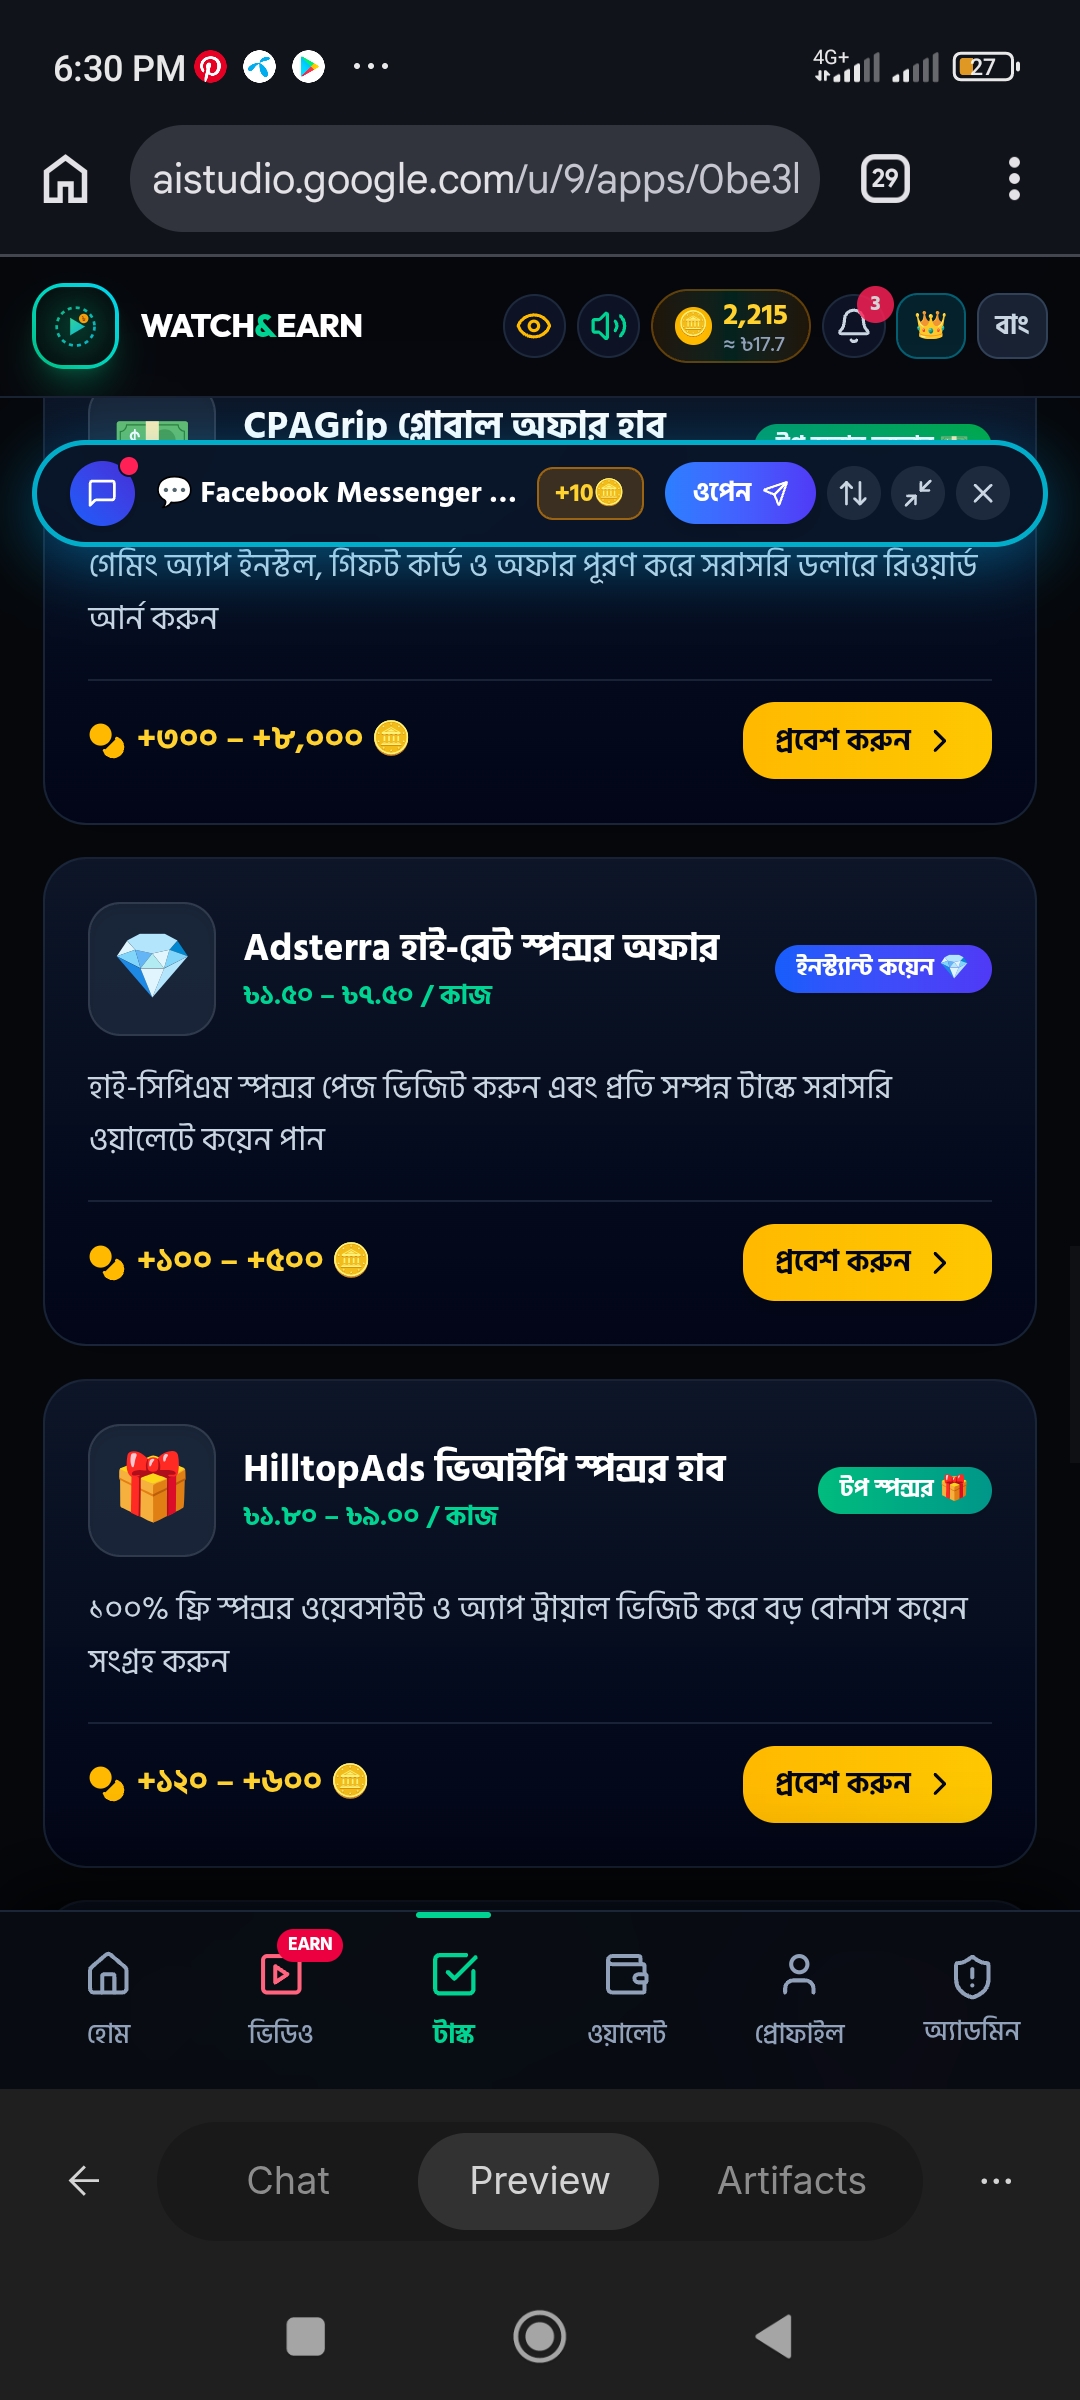 6:30 PM
4G+
27
aistudio.google.com/u/9/apps/0be3l
29
WATCH&EARN
2,215
≈ ৳17.7
3
বাং
CPAGrip গ্লোবাল অফার হাব
💬 Facebook Messenger ...
+10🪙
ওপেন
গেমিং অ্যাপ ইনস্টল, গিফট কার্ড ও অফার পূরণ করে সরাসরি ডলারে রিওয়ার্ড
আর্ন করুন
+৩০০ – +৮,০০০ 🪙
প্রবেশ করুন
Adsterra হাই-রেট স্পন্সর অফার
৳১.৫০ – ৳৭.৫০ / কাজ
ইনস্ট্যান্ট কয়েন 💎
হাই-সিপিএম স্পন্সর পেজ ভিজিট করুন এবং প্রতি সম্পন্ন টাস্কে সরাসরি
ওয়ালেটে কয়েন পান
+১০০ – +৫০০ 🪙
প্রবেশ করুন
HilltopAds ভিআইপি স্পন্সর হাব
৳১.৮০ – ৳৯.০০ / কাজ
টপ স্পন্সর 🎁
১০০% ফ্রি স্পন্সর ওয়েবসাইট ও অ্যাপ ট্রায়াল ভিজিট করে বড় বোনাস কয়েন
সংগ্রহ করুন
+১২০ – +৬০০ 🪙
প্রবেশ করুন
EARN
হোম
ভিডিও
টাস্ক
ওয়ালেট
প্রোফাইল
অ্যাডমিন
Chat
Preview
Artifacts